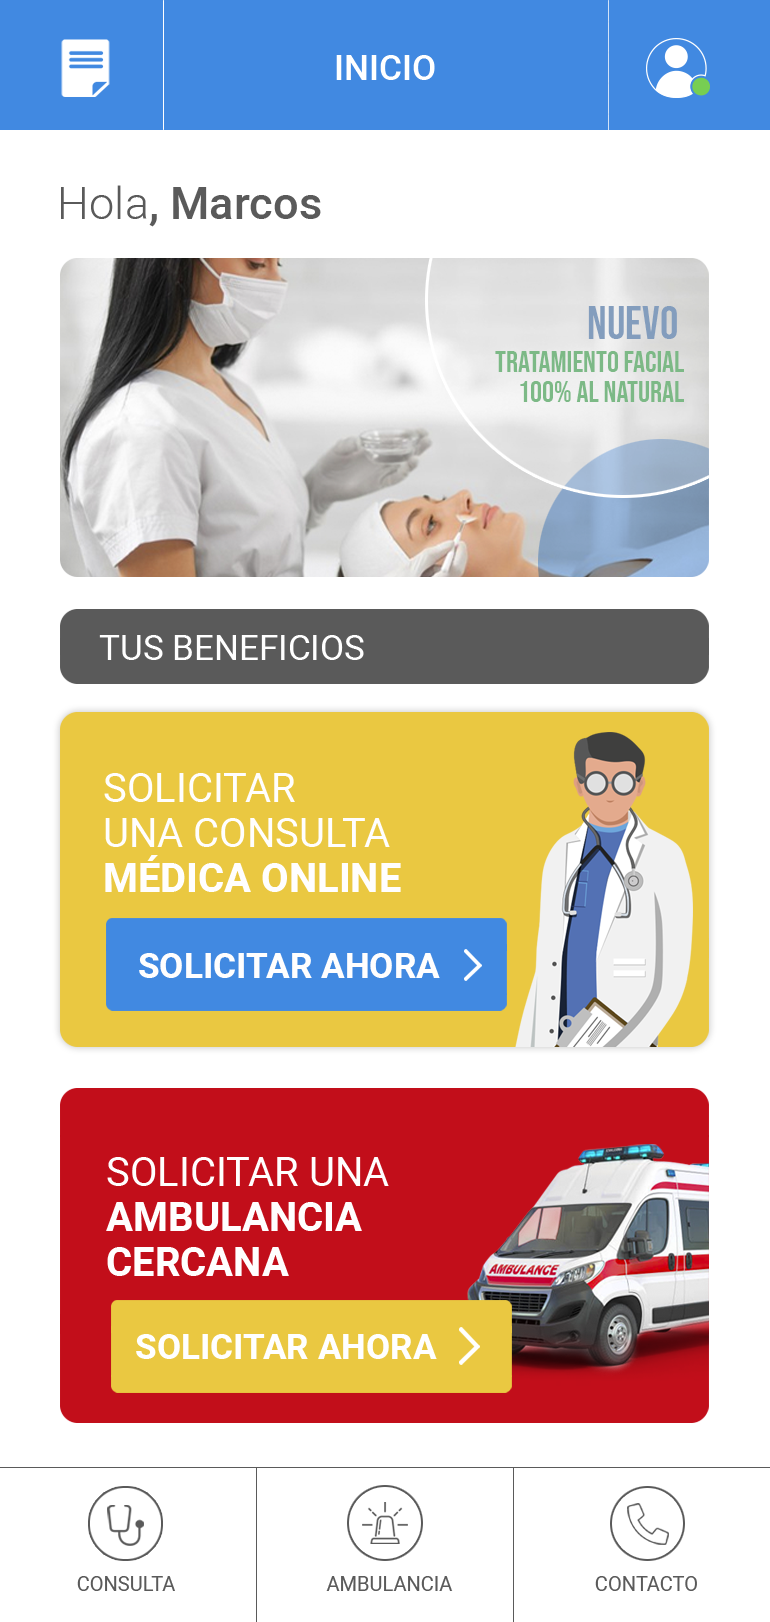 INICIO
Hola, Marcos
NUEVO
TRATAMIENTO FACIAL
100% AL NATURAL
TUS BENEFICIOS
SOLICITAR
UNA CONSULTA
MÉDICA ONLINE
SOLICITAR AHORA
SOLICITAR UNA
AMBULANCIA
CERCANA
AMBULANCE
SOLICITAR AHORA
CONSULTA
AMBULANCIA
CONTACTO